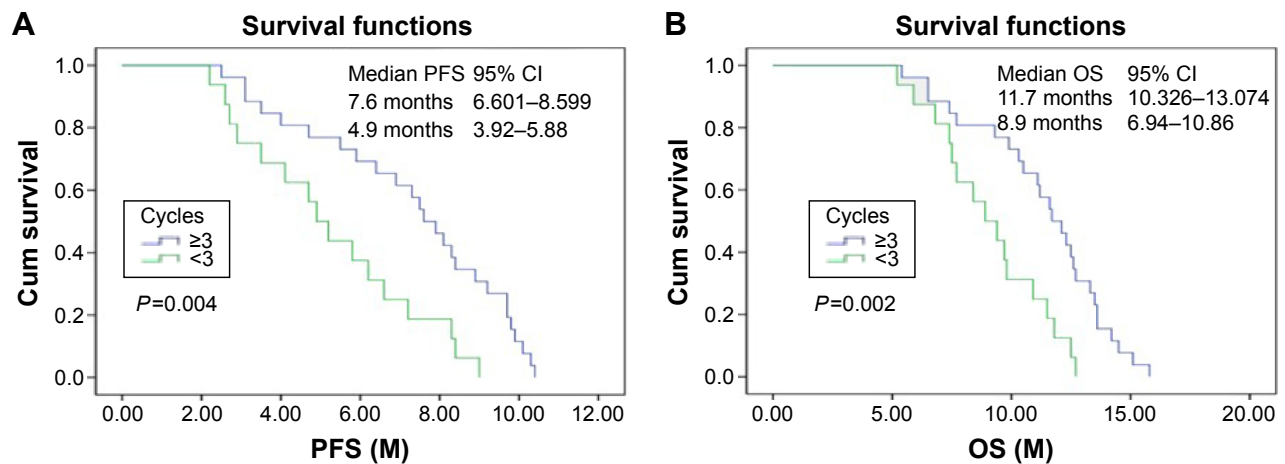 A
Survival functions
Cum survival
1.0
0.8
0.6
0.4
0.2
0.0
Median PFS 95% CI
7.6 months 6.601–8.599
4.9 months 3.92–5.88
Cycles
≥3
<3
P=0.004
0.00 2.00 4.00 6.00 8.00 10.00 12.00
PFS (M)
B
Survival functions
Cum survival
1.0
0.8
0.6
0.4
0.2
0.0
Median OS 95% CI
11.7 months 10.326–13.074
8.9 months 6.94–10.86
Cycles
≥3
<3
P=0.002
0.00 5.00 10.00 15.00 20.00
OS (M)